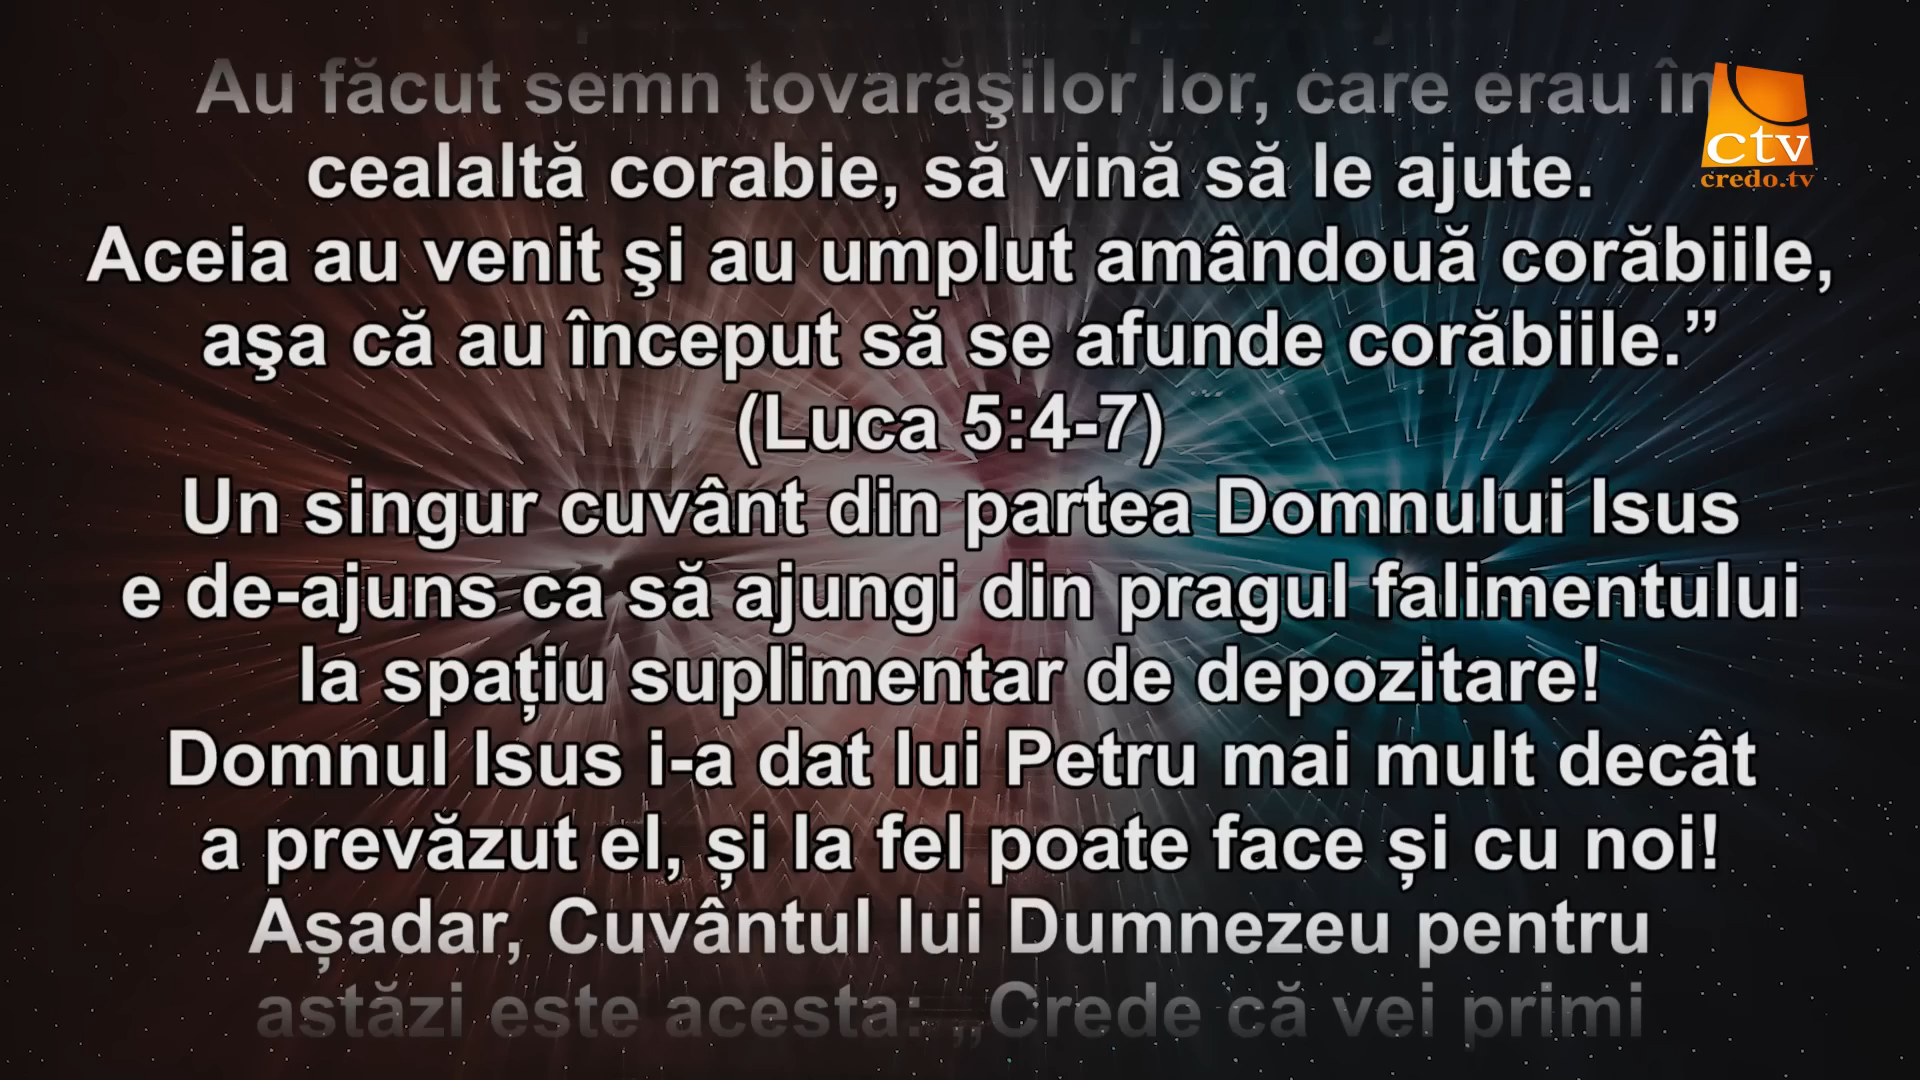 Au făcut semn tovarăşilor lor, care erau în
cealaltă corabie, să vină să le ajute.
Aceia au venit şi au umplut amândouă corăbiile,
aşa că au început să se afunde corăbiile.”
(Luca 5:4-7)
Un singur cuvânt din partea Domnului Isus
e de-ajuns ca să ajungi din pragul falimentului
la spațiu suplimentar de depozitare!
Domnul Isus i-a dat lui Petru mai mult decât
a prevăzut el, și la fel poate face și cu noi!
Așadar, Cuvântul lui Dumnezeu pentru
astăzi este acesta: „Crede că vei primi
ctv
credo.tv